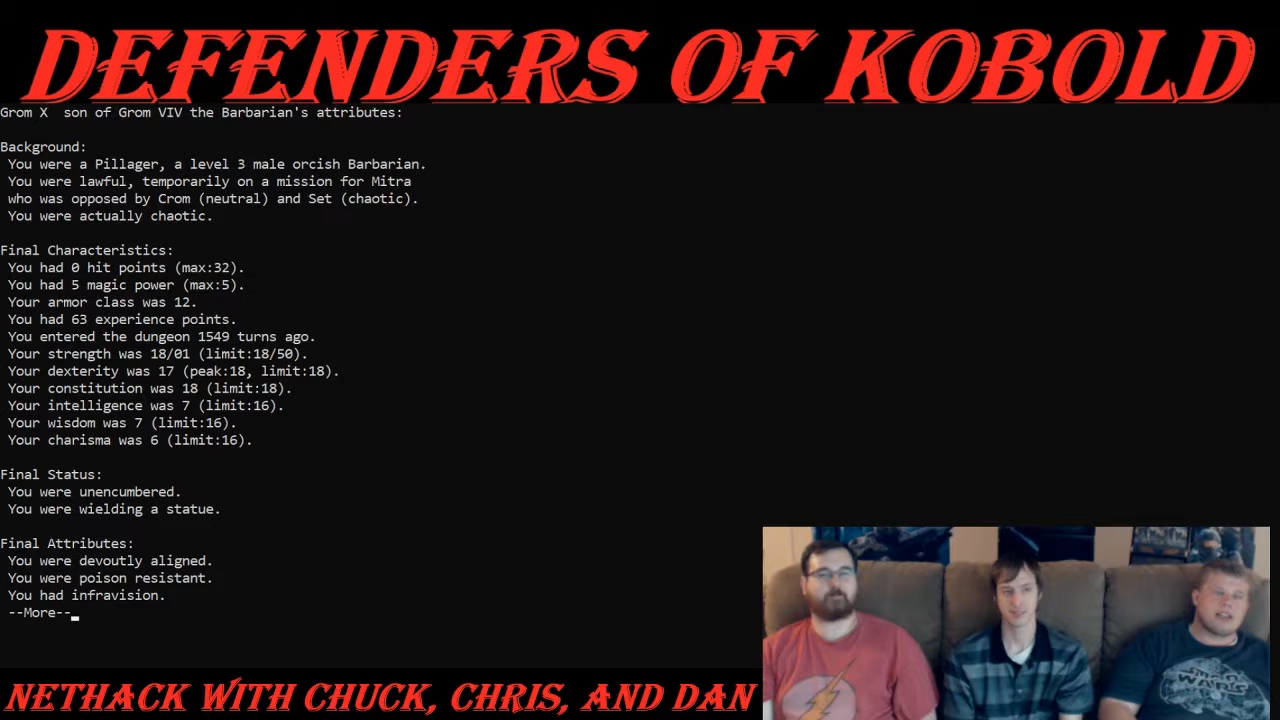 DEFENDERS OF KOBOLD
Grom X  son of Grom VIV the Barbarian's attributes:
Background:
You were a Pillager, a level 3 male orcish Barbarian.
You were lawful, temporarily on a mission for Mitra
who was opposed by Crom (neutral) and Set (chaotic).
You were actually chaotic.
Final Characteristics:
You had 0 hit points (max:32).
You had 5 magic power (max:5).
Your armor class was 12.
You had 63 experience points.
You entered the dungeon 1549 turns ago.
Your strength was 18/01 (limit:18/50).
Your dexterity was 17 (peak:18, limit:18).
Your constitution was 18 (limit:18).
Your intelligence was 7 (limit:16).
Your wisdom was 7 (limit:16).
Your charisma was 6 (limit:16).
Final Status:
You were unencumbered.
You were wielding a statue.
Final Attributes:
You were devoutly aligned.
You were poison resistant.
You had infravision.
--More--
NETHACK WITH CHUCK, CHRIS, AND DAN
STAR WARS